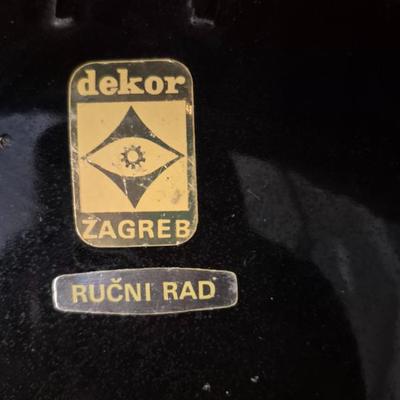 dekor
ZAGREB
RUČNI RAD